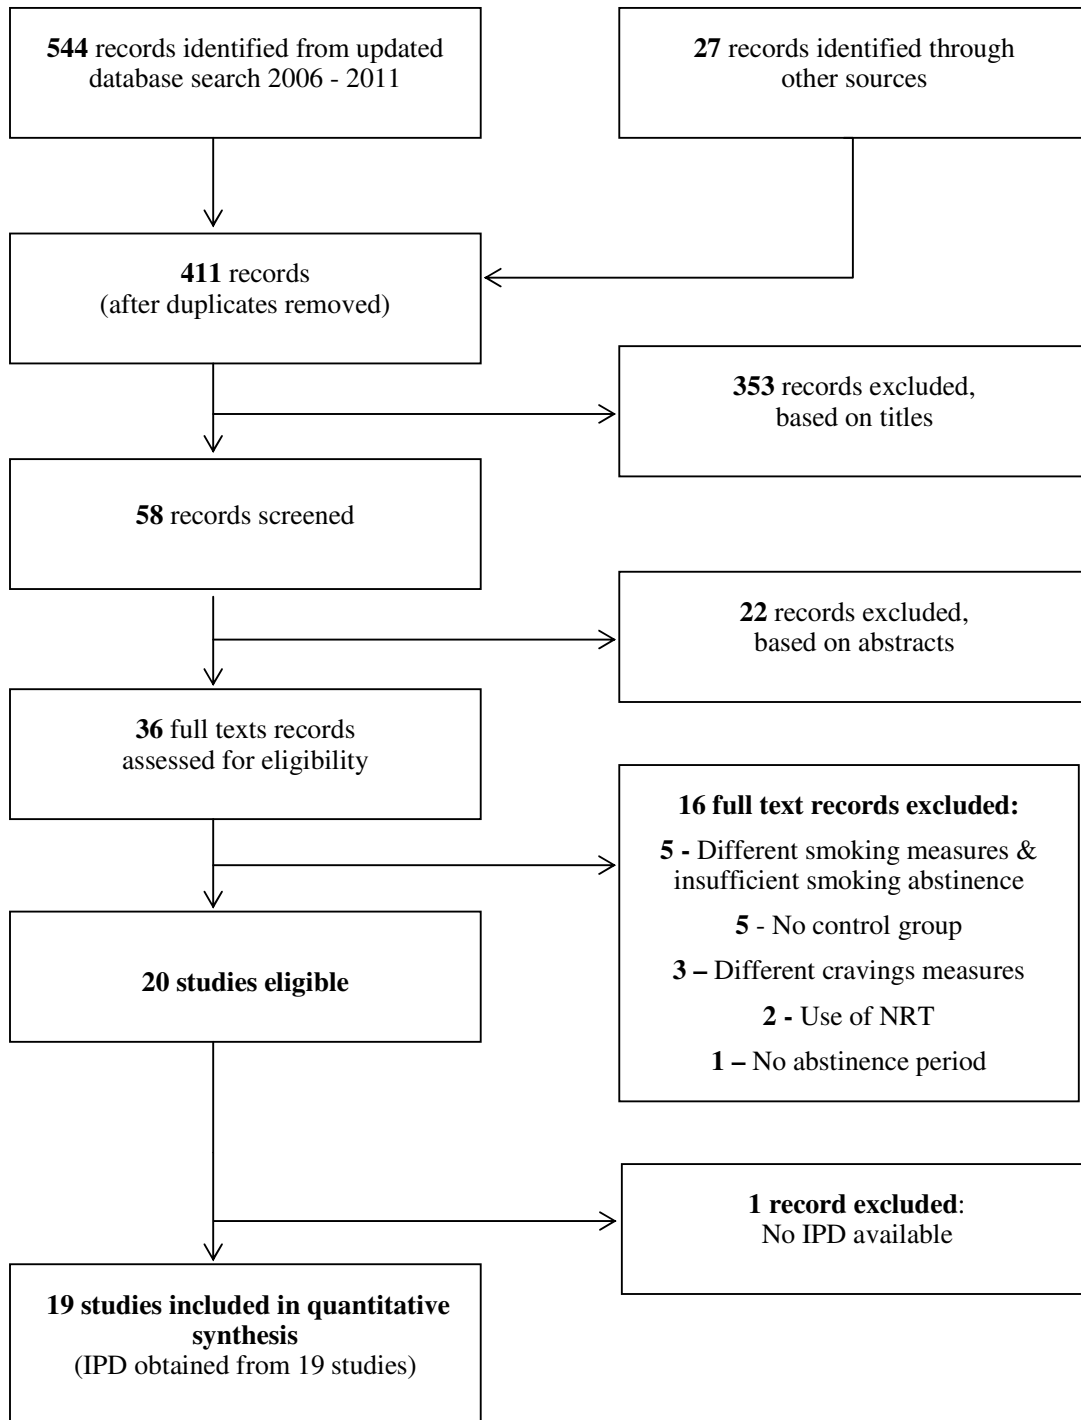 544 records identified from updated
database search 2006 - 2011
27 records identified through
other sources
411 records
(after duplicates removed)
353 records excluded,
based on titles
58 records screened
22 records excluded,
based on abstracts
36 full texts records
assessed for eligibility
16 full text records excluded:
5 - Different smoking measures &
insufficient smoking abstinence
5 - No control group
3 – Different cravings measures
2 - Use of NRT
1 – No abstinence period
20 studies eligible
1 record excluded:
No IPD available
19 studies included in quantitative
synthesis
(IPD obtained from 19 studies)